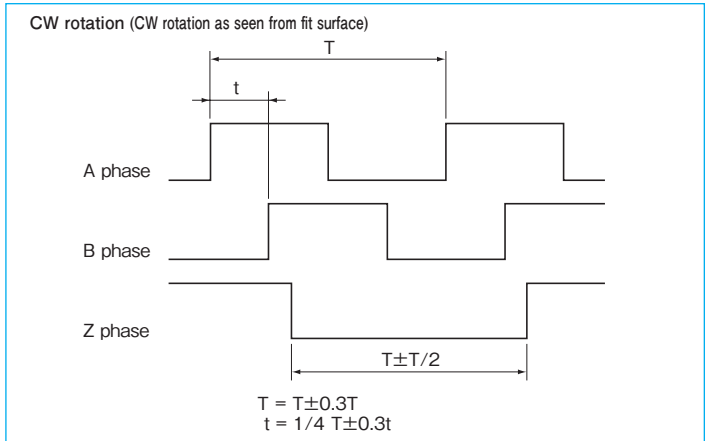 CW rotation (CW rotation as seen from fit surface)
T
t
A phase
B phase
Z phase
T±T/2
T = T±0.3T
t = 1/4 T±0.3t